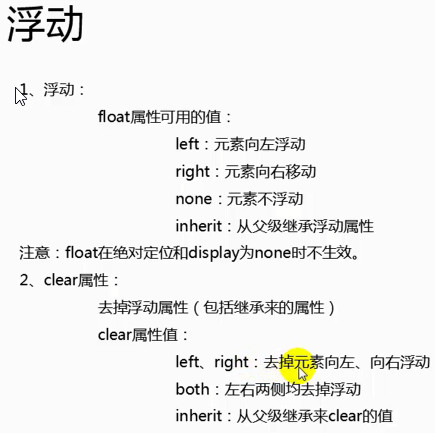 浮动
1、浮动：
float属性可用的值：
left：元素向左浮动
right：元素向右移动
none：元素不浮动
inherit：从父级继承浮动属性
注意：float在绝对定位和display为none时不生效。
2、clear属性：
去掉浮动属性（包括继承来的属性）
clear属性值：
left、right：去掉元素向左、向右浮动
both：左右两侧均去掉浮动
inherit：从父级继承来clear的值